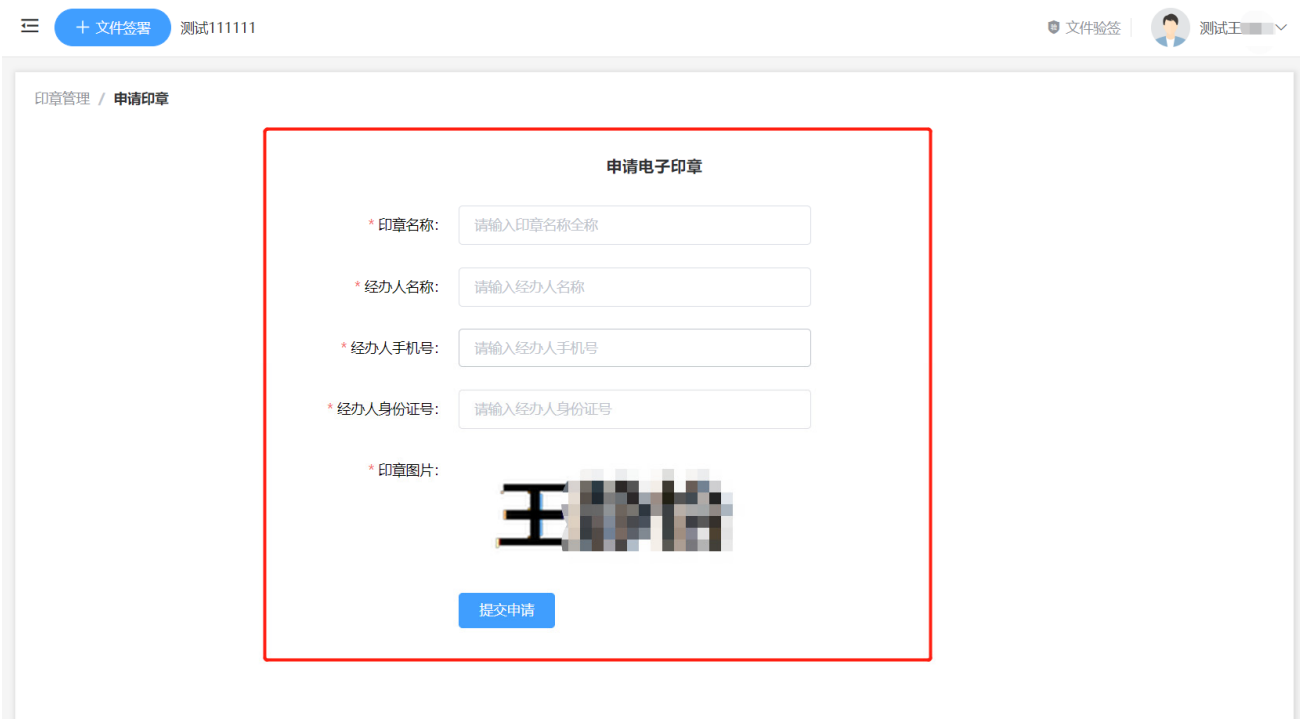 文件签署 测试111111 文件验签 测试王
印章管理 / 申请印章
申请电子印章
* 印章名称: 请输入印章名称全称
* 经办人名称: 请输入经办人名称
* 经办人手机号: 请输入经办人手机号
* 经办人身份证号: 请输入经办人身份证号
* 印章图片:
王
提交申请